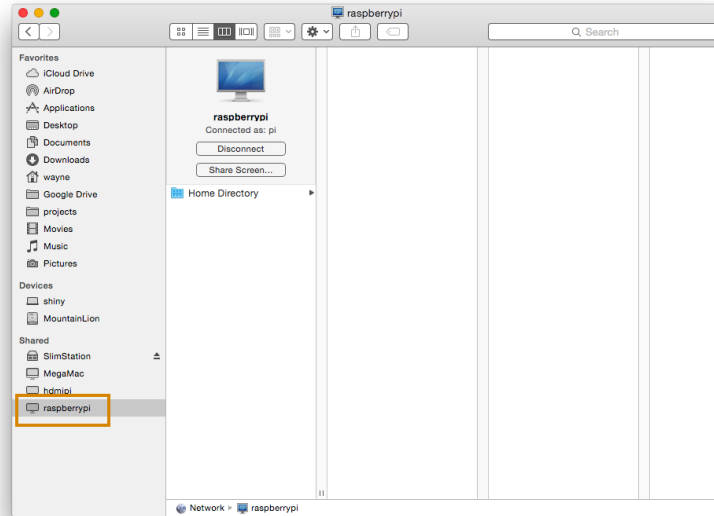 raspberrypi
Search
Favorites
iCloud Drive
AirDrop
Applications
Desktop
Documents
Downloads
wayne
Google Drive
projects
Movies
Music
Pictures
Devices
shiny
MountainLion
Shared
SlimStation
MegaMac
hdmipi
raspberrypi
raspberrypi
Connected as: pi
Disconnect
Share Screen...
Home Directory
Network
raspberrypi